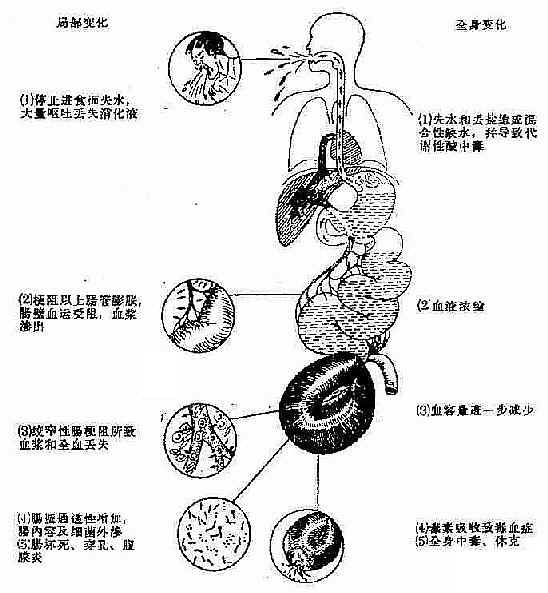 局部变化
全身变化
(1)停止进食而失水,
大量呕吐丢失消化液
(1)失水和丢盐造成混
合性缺水,并导致代
谢性酸中毒
(2)梗阻以上肠管膨胀,
肠壁血运受阻,血浆
渗出
(2血液浓缩
(3)绞窄性肠梗阻所致
血浆和全血丢失
(3)血容量进一步减少
(4)肠壁通透性增加,
肠内容及细菌外渗
(5)肠坏死、穿孔、腹
膜炎
(4)毒素吸收致毒血症
(5)全身中毒、休克